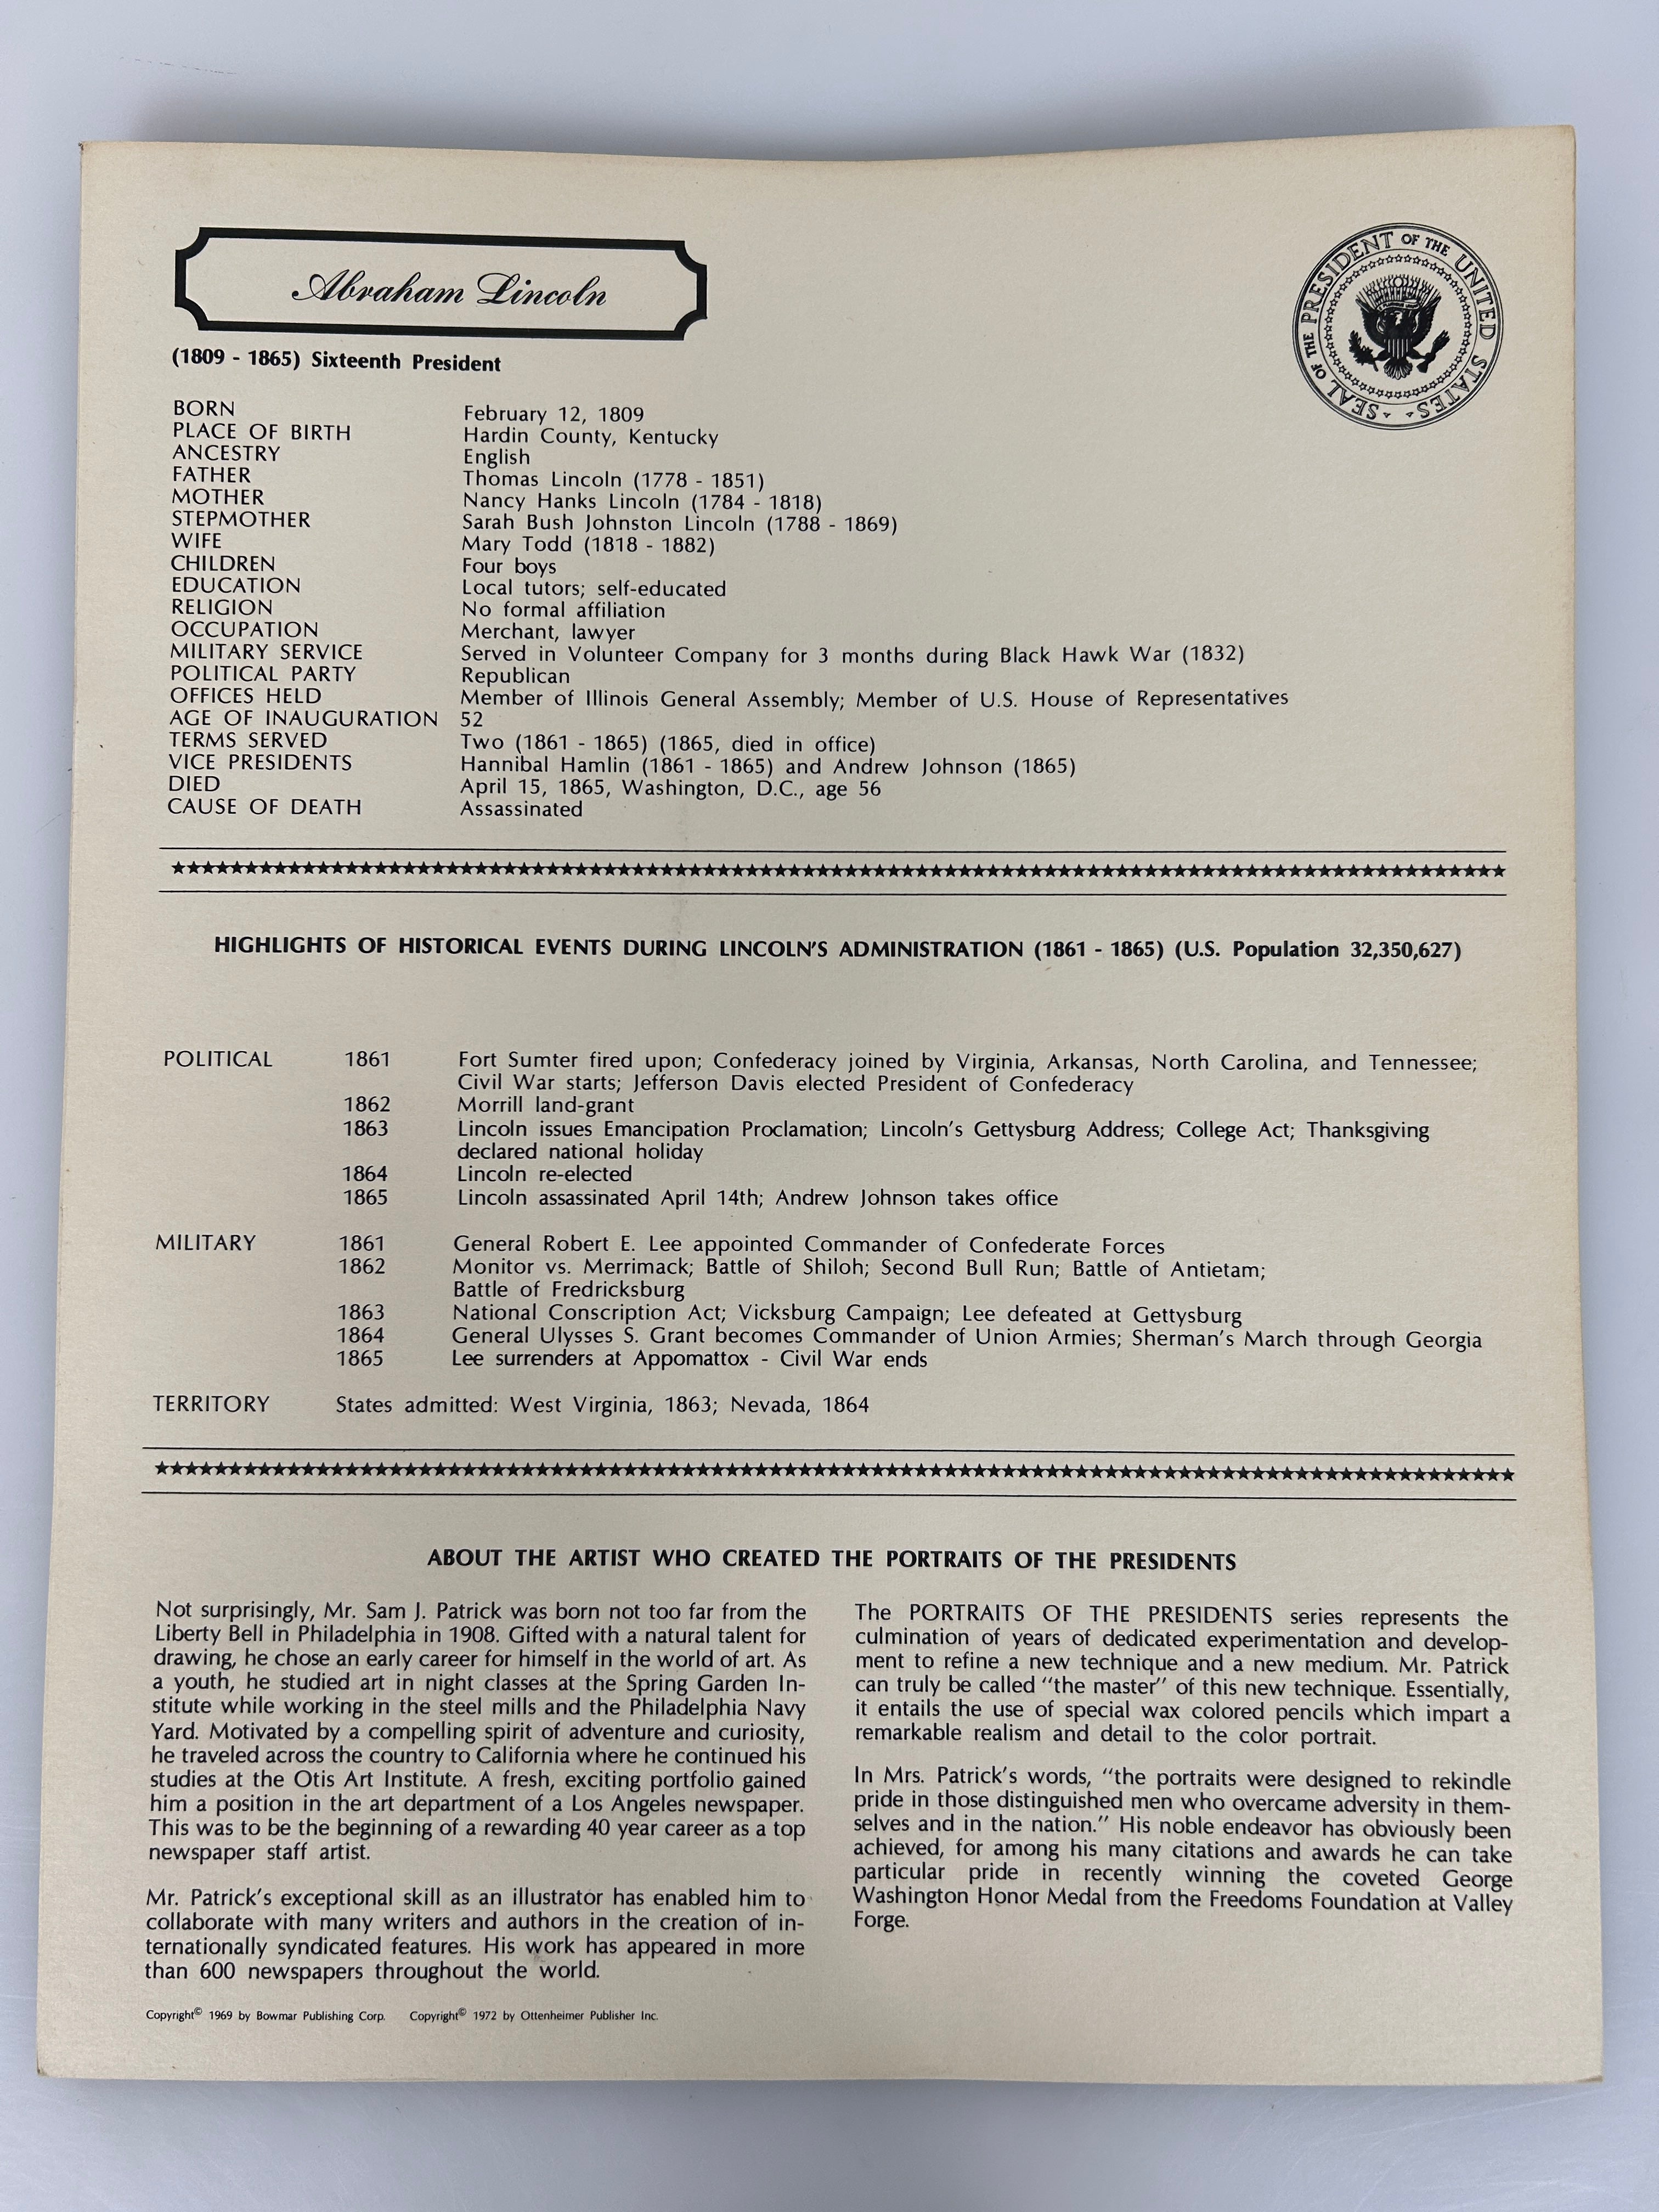 Abraham Lincoln
SEAL OF THE PRESIDENT OF THE UNITED STATES
(1809 - 1865) Sixteenth President
BORN February 12, 1809
PLACE OF BIRTH Hardin County, Kentucky
ANCESTRY English
FATHER Thomas Lincoln (1778 - 1851)
MOTHER Nancy Hanks Lincoln (1784 - 1818)
STEPMOTHER Sarah Bush Johnston Lincoln (1788 - 1869)
WIFE Mary Todd (1818 - 1882)
CHILDREN Four boys
EDUCATION Local tutors; self-educated
RELIGION No formal affiliation
OCCUPATION Merchant, lawyer
MILITARY SERVICE Served in Volunteer Company for 3 months during Black Hawk War (1832)
POLITICAL PARTY Republican
OFFICES HELD Member of Illinois General Assembly; Member of U.S. House of Representatives
AGE OF INAUGURATION 52
TERMS SERVED Two (1861 - 1865) (1865, died in office)
VICE PRESIDENTS Hannibal Hamlin (1861 - 1865) and Andrew Johnson (1865)
DIED April 15, 1865, Washington, D.C., age 56
CAUSE OF DEATH Assassinated
HIGHLIGHTS OF HISTORICAL EVENTS DURING LINCOLN'S ADMINISTRATION (1861 - 1865) (U.S. Population 32,350,627)
POLITICAL 1861 Fort Sumter fired upon; Confederacy joined by Virginia, Arkansas, North Carolina, and Tennessee;
Civil War starts; Jefferson Davis elected President of Confederacy
1862 Morrill land-grant
1863 Lincoln issues Emancipation Proclamation; Lincoln's Gettysburg Address; College Act; Thanksgiving
declared national holiday
1864 Lincoln re-elected
1865 Lincoln assassinated April 14th; Andrew Johnson takes office
MILITARY 1861 General Robert E. Lee appointed Commander of Confederate Forces
1862 Monitor vs. Merrimack; Battle of Shiloh; Second Bull Run; Battle of Antietam;
Battle of Fredricksburg
1863 National Conscription Act; Vicksburg Campaign; Lee defeated at Gettysburg
1864 General Ulysses S. Grant becomes Commander of Union Armies; Sherman's March through Georgia
1865 Lee surrenders at Appomattox - Civil War ends
TERRITORY States admitted: West Virginia, 1863; Nevada, 1864
ABOUT THE ARTIST WHO CREATED THE PORTRAITS OF THE PRESIDENTS
Not surprisingly, Mr. Sam J. Patrick was born not too far from the
Liberty Bell in Philadelphia in 1908. Gifted with a natural talent for
drawing, he chose an early career for himself in the world of art. As
a youth, he studied art in night classes at the Spring Garden In-
stitute while working in the steel mills and the Philadelphia Navy
Yard. Motivated by a compelling spirit of adventure and curiosity,
he traveled across the country to California where he continued his
studies at the Otis Art Institute. A fresh, exciting portfolio gained
him a position in the art department of a Los Angeles newspaper.
This was to be the beginning of a rewarding 40 year career as a top
newspaper staff artist.
Mr. Patrick's exceptional skill as an illustrator has enabled him to
collaborate with many writers and authors in the creation of in-
ternationally syndicated features. His work has appeared in more
than 600 newspapers throughout the world.
The PORTRAITS OF THE PRESIDENTS series represents the
culmination of years of dedicated experimentation and develop-
ment to refine a new technique and a new medium. Mr. Patrick
can truly be called "the master" of this new technique. Essentially,
it entails the use of special wax colored pencils which impart a
remarkable realism and detail to the color portrait.
In Mrs. Patrick's words, "the portraits were designed to rekindle
pride in those distinguished men who overcame adversity in them-
selves and in the nation." His noble endeavor has obviously been
achieved, for among his many citations and awards he can take
particular pride in recently winning the coveted George
Washington Honor Medal from the Freedoms Foundation at Valley
Forge.
Copyright© 1969 by Bowmar Publishing Corp. Copyright© 1972 by Ottenheimer Publisher Inc.